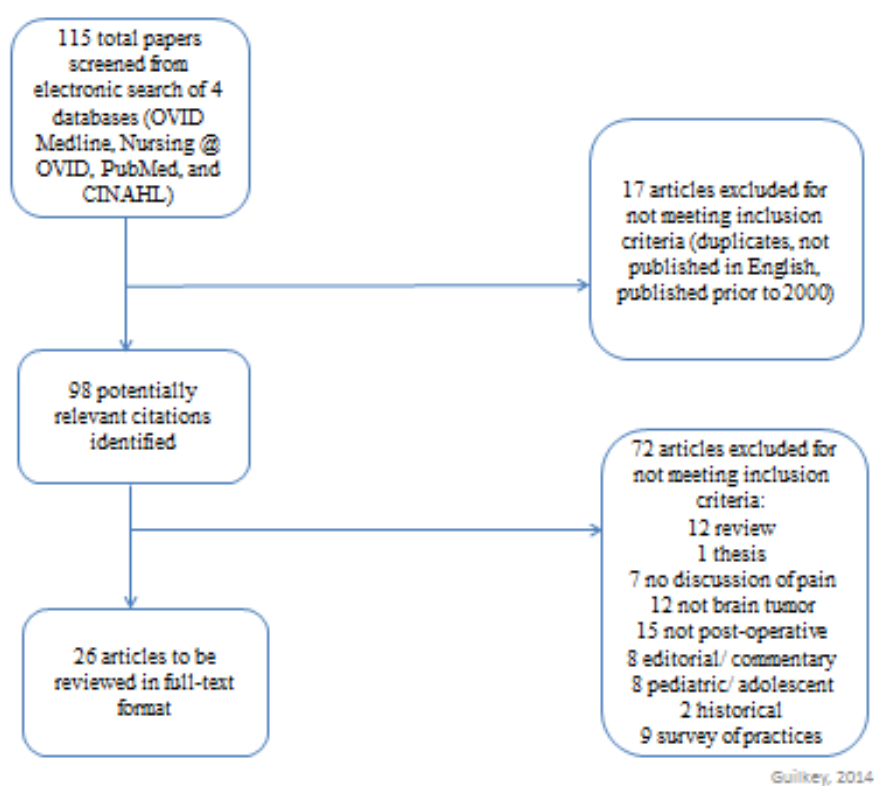 115 total papers
screened from
electronic search of 4
databases (OVID
Medline, Nursing @
OVID, PubMed, and
CINAHL)
17 articles excluded for
not meeting inclusion
criteria (duplicates, not
published in English,
published prior to 2000)
98 potentially
relevant citations
identified
72 articles excluded for
not meeting inclusion
criteria:
12 review
1 thesis
7 no discussion of pain
12 not brain tumor
15 not post-operative
8 editorial/ commentary
8 pediatric/ adolescent
2 historical
9 survey of practices
26 articles to be
reviewed in full-text
format
Guilkey, 2014